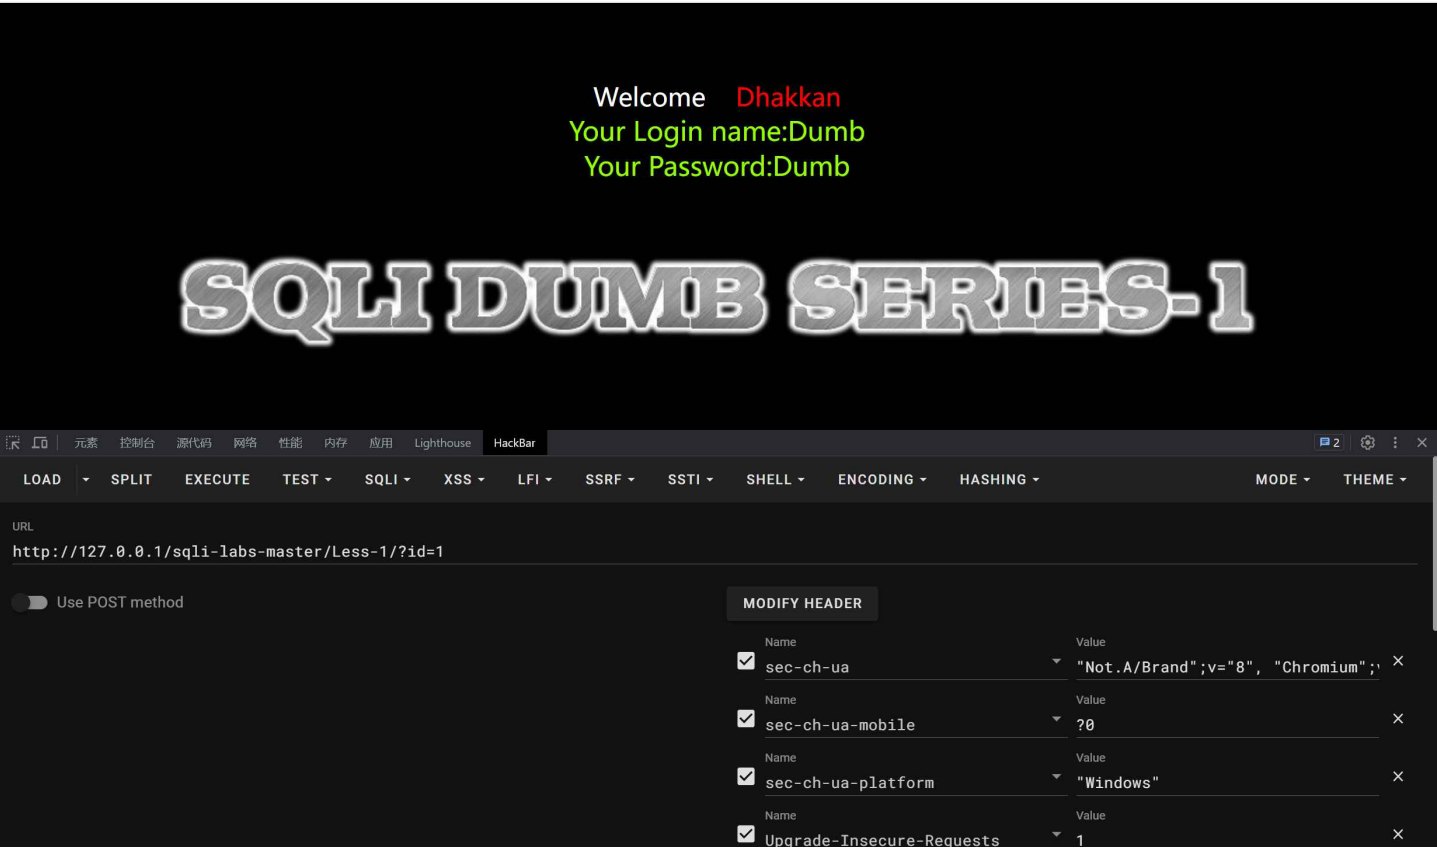 Welcome Dhakkan
Your Login name:Dumb
Your Password:Dumb
SQLI DUMB SERIES-1
元素 控制台 源代码 网络 性能 内存 应用 Lighthouse HackBar 2
LOAD SPLIT EXECUTE TEST SQLI XSS LFI SSRF SSTI SHELL ENCODING HASHING MODE THEME
URL
http://127.0.0.1/sqli-labs-master/Less-1/?id=1
Use POST method
MODIFY HEADER
Name Value
sec-ch-ua "Not.A/Brand";v="8", "Chromium";
Name Value
sec-ch-ua-mobile ?0
Name Value
sec-ch-ua-platform "Windows"
Name Value
Upgrade-Insecure-Requests 1